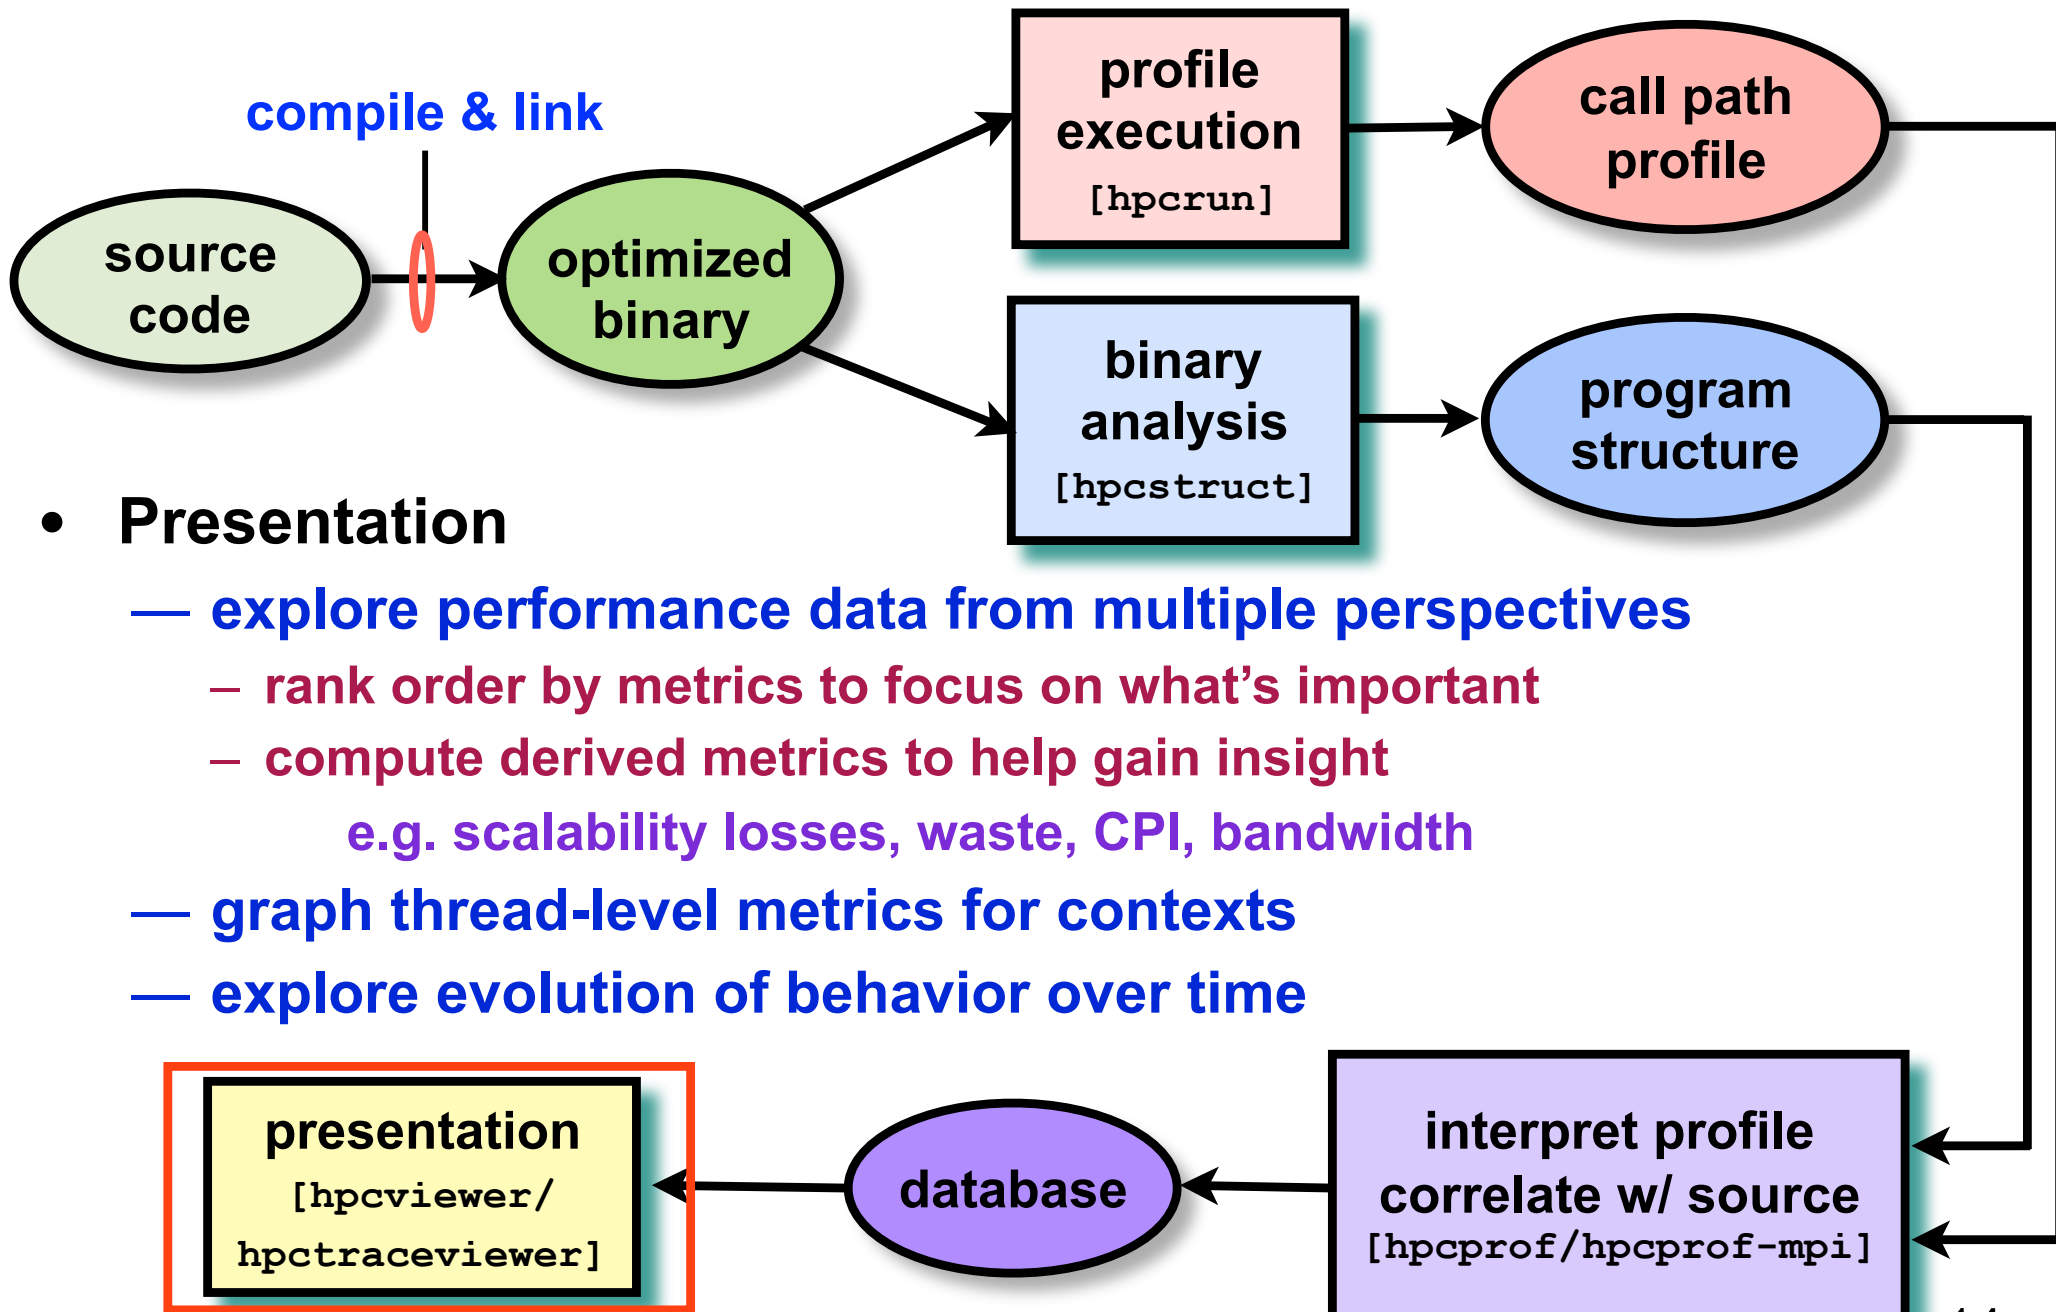 compile & link
source
code
optimized
binary
profile
execution
[hpcrun]
call path
profile
binary
analysis
[hpcstruct]
program
structure
• Presentation
— explore performance data from multiple perspectives
– rank order by metrics to focus on what’s important
– compute derived metrics to help gain insight
e.g. scalability losses, waste, CPI, bandwidth
— graph thread-level metrics for contexts
— explore evolution of behavior over time
presentation
[hpcviewer/
hpctraceviewer]
database
interpret profile
correlate w/ source
[hpcprof/hpcprof-mpi]